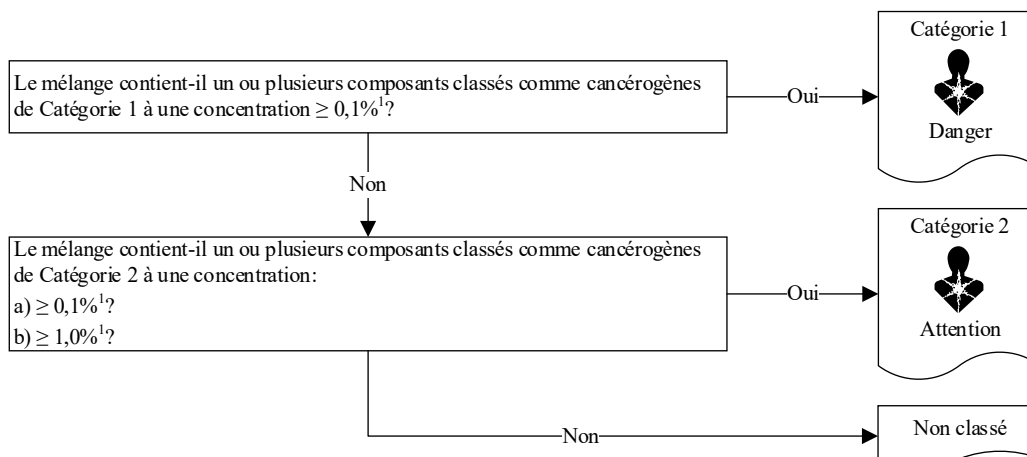 Catégorie 1
Le mélange contient-il un ou plusieurs composants classés comme cancérogènes
de Catégorie 1 à une concentration ≥ 0,1%¹?
Oui
Danger
Non
Catégorie 2
Le mélange contient-il un ou plusieurs composants classés comme cancérogènes
de Catégorie 2 à une concentration:
a) ≥ 0,1%¹?
b) ≥ 1,0%¹?
Oui
Attention
Non
Non classé